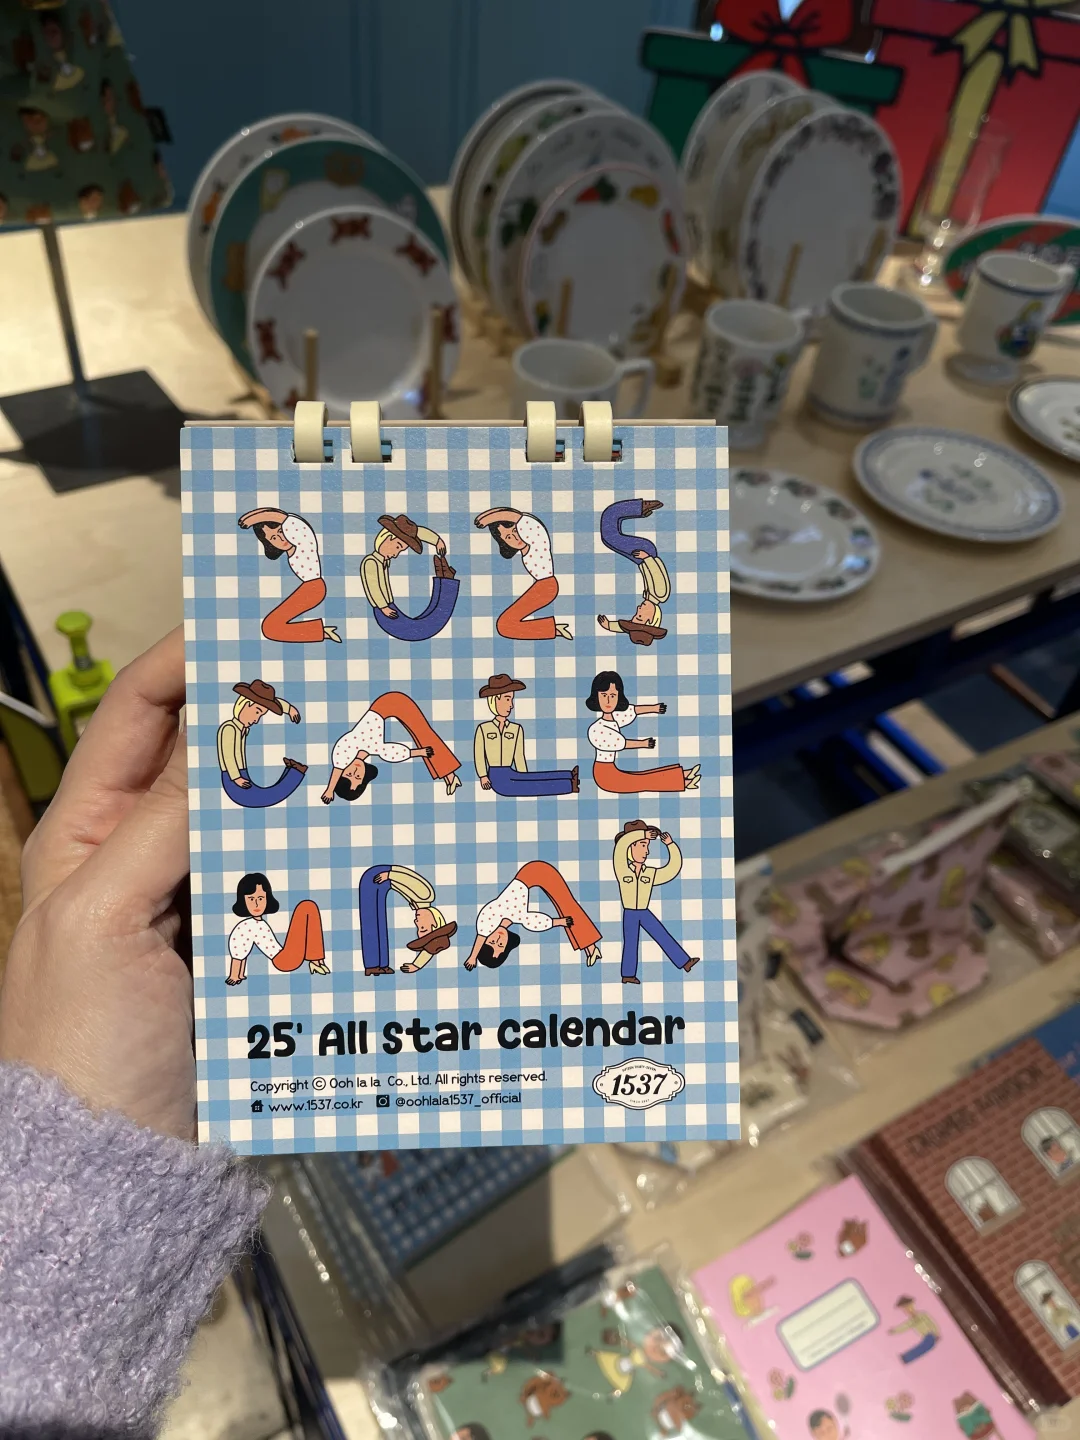 2025
CALE
NDAR
25' All star calendar
Copyright © Ooh la la Co., Ltd. All rights reserved.
www.1537.co.kr @oohlala1537_official
1537